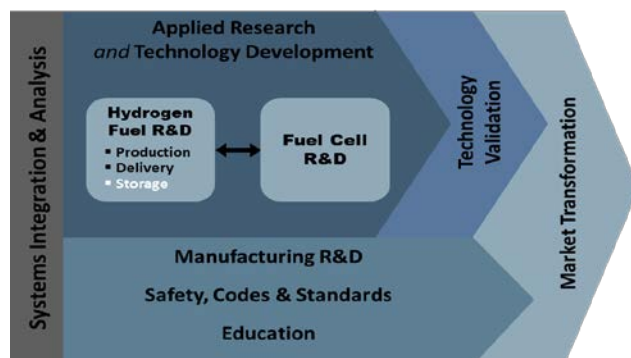 Systems Integration & Analysis
Applied Research
and Technology Development
Hydrogen
Fuel R&D
▪ Production
▪ Delivery
▪ Storage
Fuel Cell
R&D
Technology
Validation
Market Transformation
Manufacturing R&D
Safety, Codes & Standards
Education